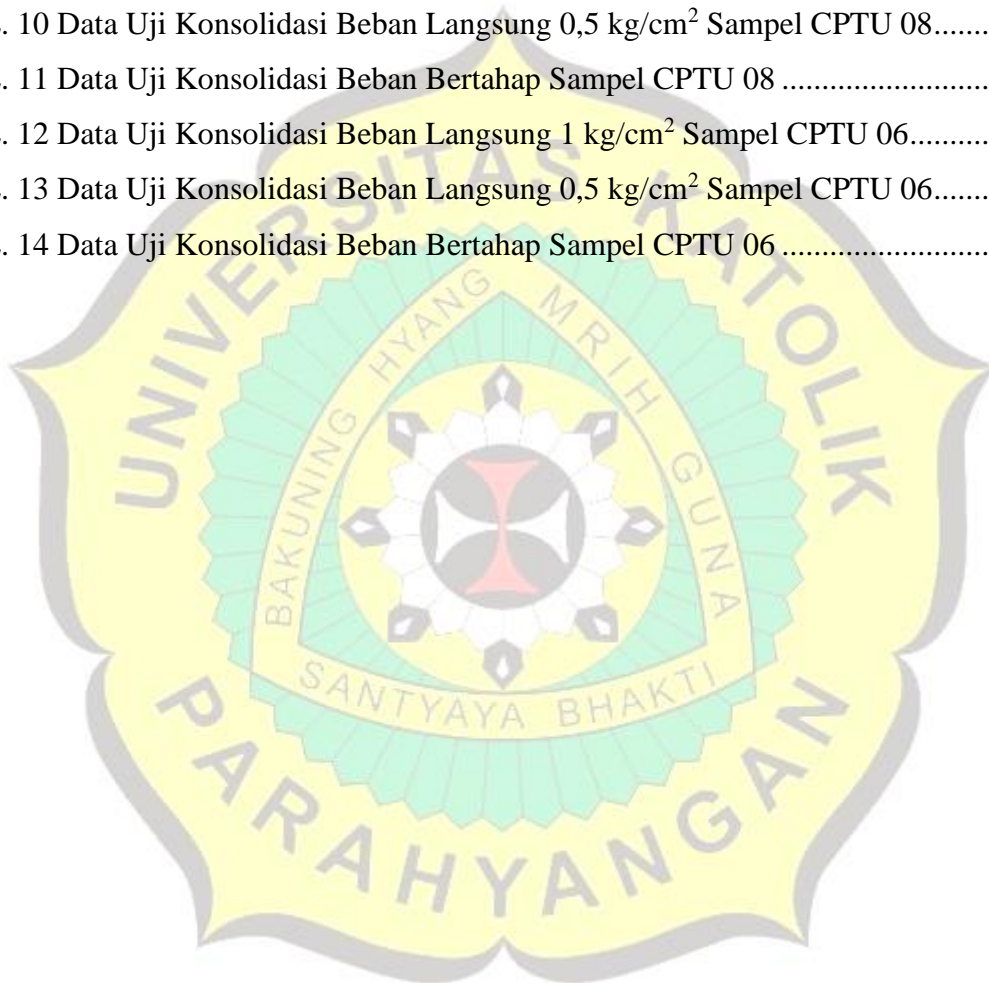 . 10 Data Uji Konsolidasi Beban Langsung 0,5 kg/cm² Sampel CPTU 08.......
. 11 Data Uji Konsolidasi Beban Bertahap Sampel CPTU 08 ..........................
. 12 Data Uji Konsolidasi Beban Langsung 1 kg/cm² Sampel CPTU 06..........
. 13 Data Uji Konsolidasi Beban Langsung 0,5 kg/cm² Sampel CPTU 06.......
. 14 Data Uji Konsolidasi Beban Bertahap Sampel CPTU 06 ..........................
UNIVERSITAS KATOLIK
PARAHYANGAN
BAKUNING HYANG MRIH GUNA
SANTYAYA BHAKTI